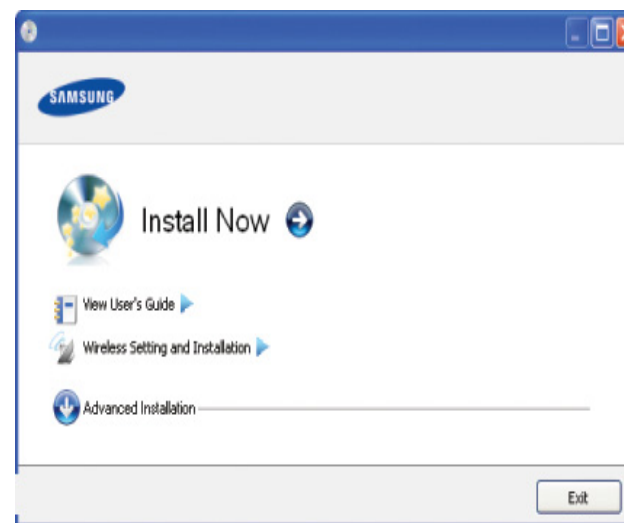 SAMSUNG
Install Now
View User's Guide
Wireless Setting and Installation
Advanced Installation
Exit